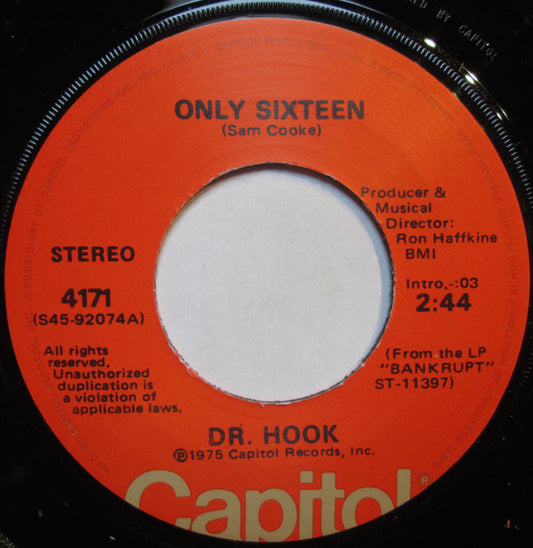 ONLY SIXTEEN
(Sam Cooke)
Producer &
Musical
Director:
Ron Haffkine
BMI
STEREO
4171
(S45-92074A)
Intro.-:03
2:44
All rights
reserved.
Unauthorized
duplication is
a violation of
applicable laws.
(From the LP
"BANKRUPT"
ST-11397)
DR. HOOK
℗1975 Capitol Records, Inc.
Capitol®